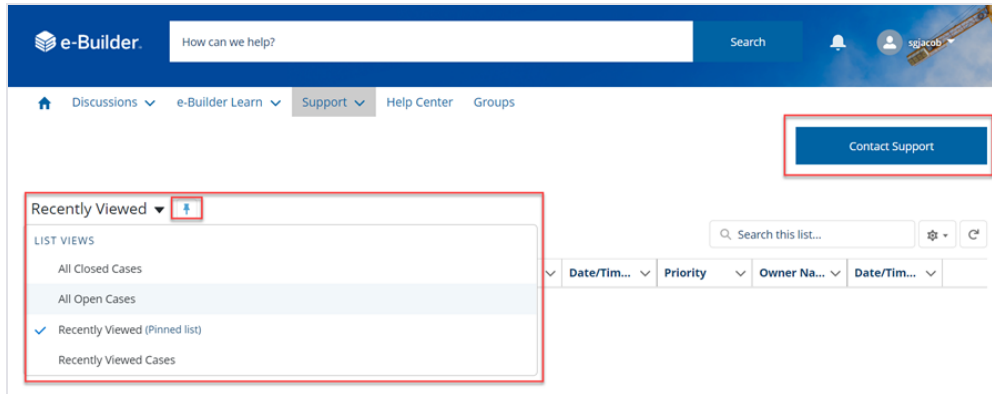 e-Builder. How can we help? Search sgjacob
Discussions e-Builder Learn Support Help Center Groups
Contact Support
Recently Viewed
LIST VIEWS
Search this list...
All Closed Cases
Date/Tim... Priority Owner Na... Date/Tim...
All Open Cases
Recently Viewed (Pinned list)
Recently Viewed Cases